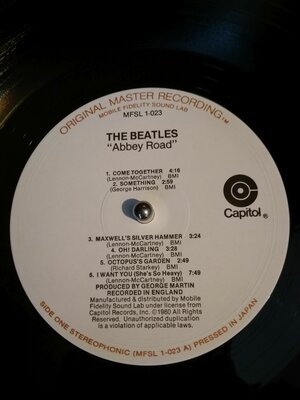 ORIGINAL MASTER RECORDING™
MOBILE FIDELITY SOUND LAB
MFSL 1-023
THE BEATLES
"Abbey Road"
1. COME TOGETHER 4:16
(Lennon-McCartney) BMI
2. SOMETHING 2:59
(George Harrison) BMI
Capitol®
3. MAXWELL'S SILVER HAMMER 3:24
(Lennon-McCartney) BMI
4. OH! DARLING 3:28
(Lennon-McCartney) BMI
5. OCTOPUS'S GARDEN 2:49
(Richard Starkey) BMI
6. I WANT YOU (She's So Heavy) 7:49
(Lennon-McCartney) BMI
PRODUCED BY GEORGE MARTIN
RECORDED IN ENGLAND
Manufactured & distributed by Mobile
Fidelity Sound Lab under license from
Capitol Records, Inc. ©1980 All Rights
Reserved. Unauthorized duplication
is a violation of applicable laws.
SIDE ONE STEREOPHONIC (MFSL 1-023 A) PRESSED IN JAPAN